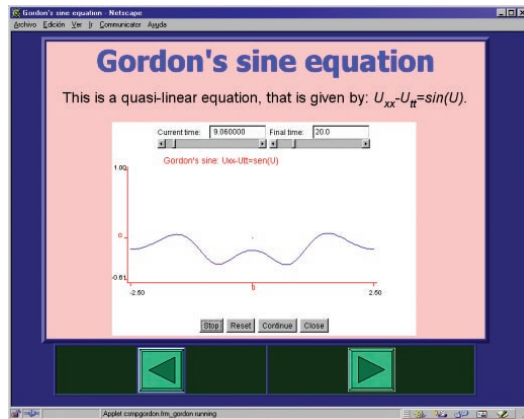 Gordon's sine equation - Netscape
Archivo Edición Ver Ir Communicator Ayuda
Gordon's sine equation
This is a quasi-linear equation, that is given by: Uxx-Utt=sin(U).
Current time: 9.060000 Final time: 20.0
Gordon's sine: Uxx-Utt=sen(U)
1.00
0
-0.61
-2.50 b 2.50
Stop Reset Continue Close
Applet compgordon.frm_gordon running